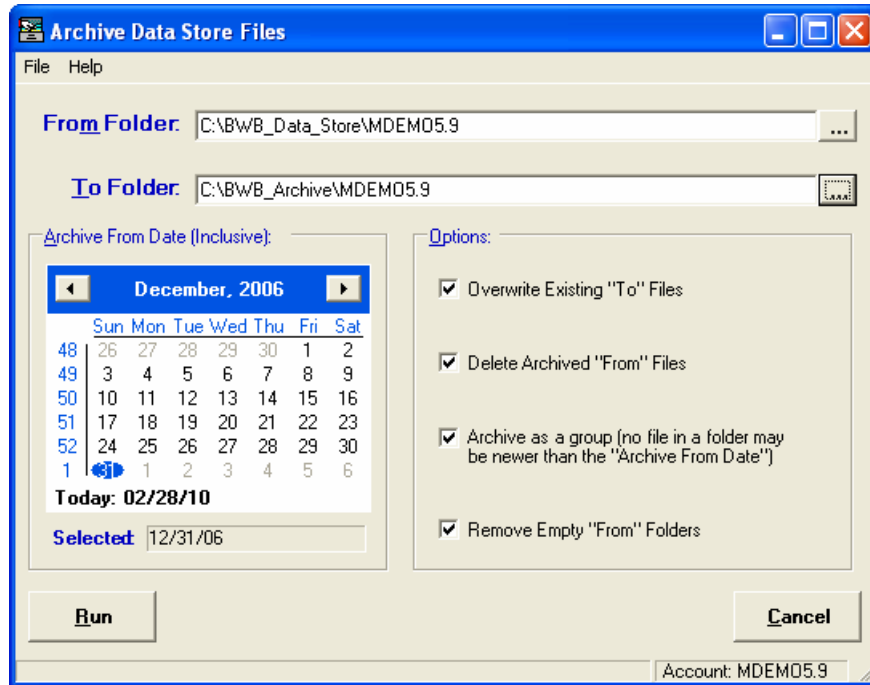 Archive Data Store Files
File Help
From Folder: C:\BWB_Data_Store\MDEMO5.9 ...
To Folder: C:\BWB_Archive\MDEMO5.9 ...
Archive From Date (Inclusive):
December, 2006
Sun Mon Tue Wed Thu Fri Sat
48 26 27 28 29 30 1 2
49 3 4 5 6 7 8 9
50 10 11 12 13 14 15 16
51 17 18 19 20 21 22 23
52 24 25 26 27 28 29 30
1 31 1 2 3 4 5 6
Today: 02/28/10
Selected: 12/31/06
Options:
Overwrite Existing "To" Files
Delete Archived "From" Files
Archive as a group (no file in a folder may
be newer than the "Archive From Date")
Remove Empty "From" Folders
Run
Cancel
Account: MDEMO5.9